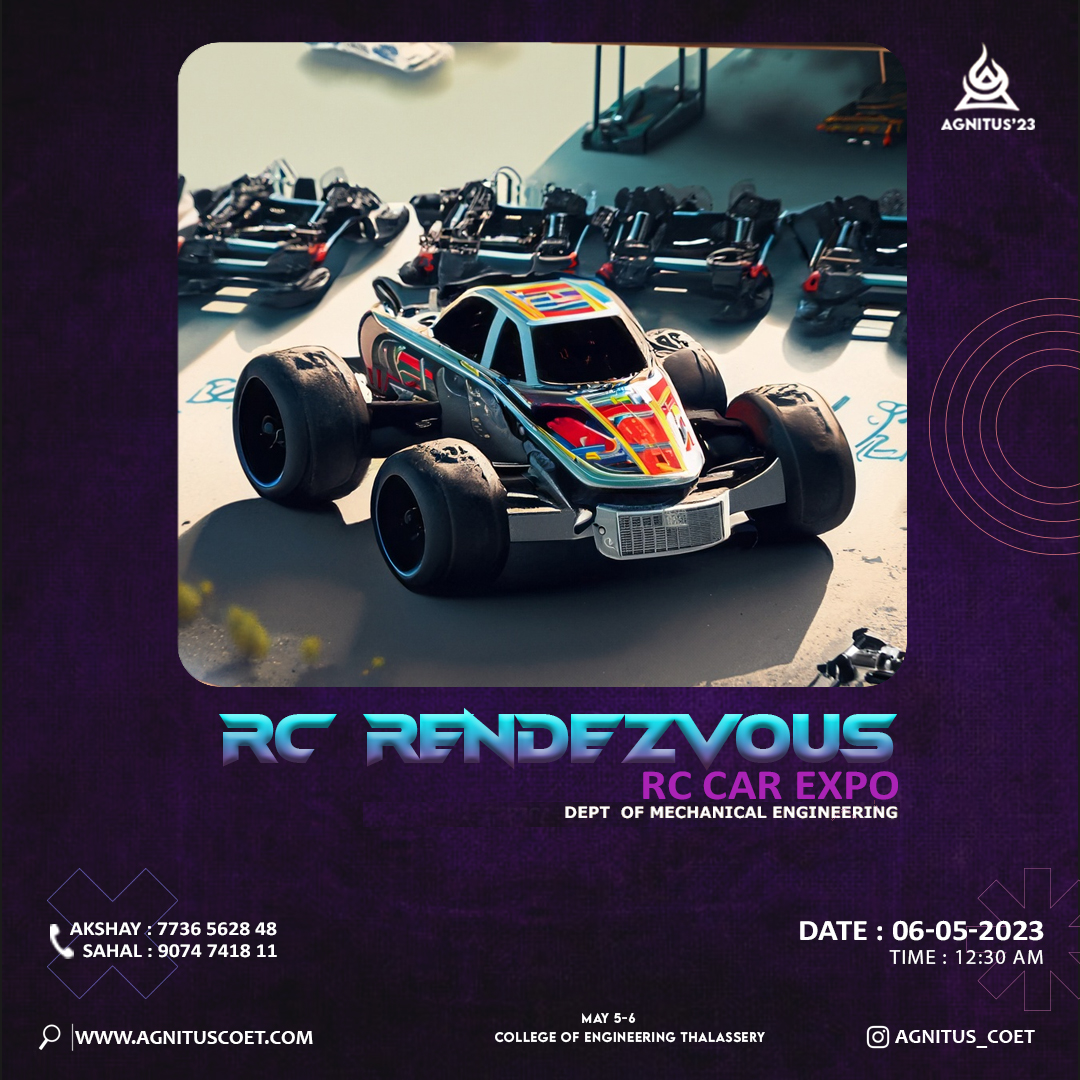 AGNITUS'23
RC RENDEZVOUS
RC CAR EXPO
DEPT OF MECHANICAL ENGINEERING
AKSHAY : 7736 5628 48
SAHAL : 9074 7418 11
DATE : 06-05-2023
TIME : 12:30 AM
WWW.AGNITUSCOET.COM
MAY 5-6
COLLEGE OF ENGINEERING THALASSERY
AGNITUS_COET